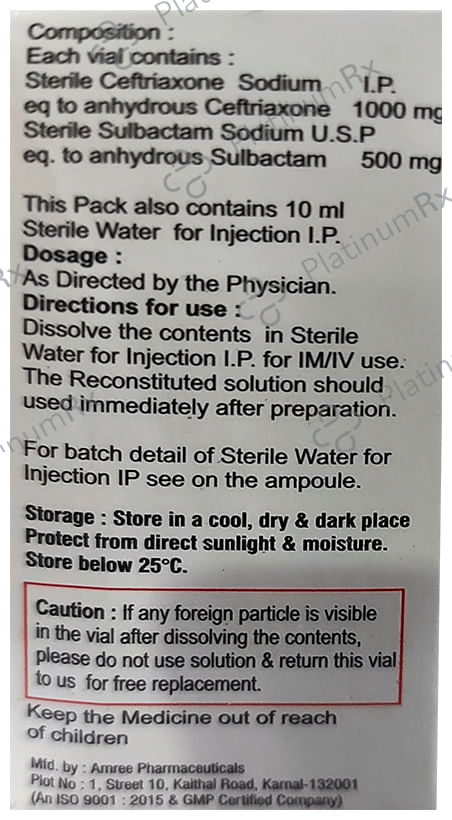 Composition :
Each vial contains :
Sterile Ceftriaxone Sodium I.P.
eq to anhydrous Ceftriaxone 1000 mg
Sterile Sulbactam Sodium U.S.P
eq. to anhydrous Sulbactam 500 mg
This Pack also contains 10 ml
Sterile Water for Injection I.P.
Dosage :
As Directed by the Physician.
Directions for use :
Dissolve the contents in Sterile
Water for Injection I.P. for IM/IV use.
The Reconstituted solution should
used immediately after preparation.
For batch detail of Sterile Water for
Injection IP see on the ampoule.
Storage : Store in a cool, dry & dark place
Protect from direct sunlight & moisture.
Store below 25°C.
Caution : If any foreign particle is visible
in the vial after dissolving the contents,
please do not use solution & return this vial
to us for free replacement.
Keep the Medicine out of reach
of children
Mfd. by : Amree Pharmaceuticals
Plot No : 1, Street 10, Kaithal Road, Karnal-132001
(An ISO 9001 : 2015 & GMP Certified Company)
PlatinumRx